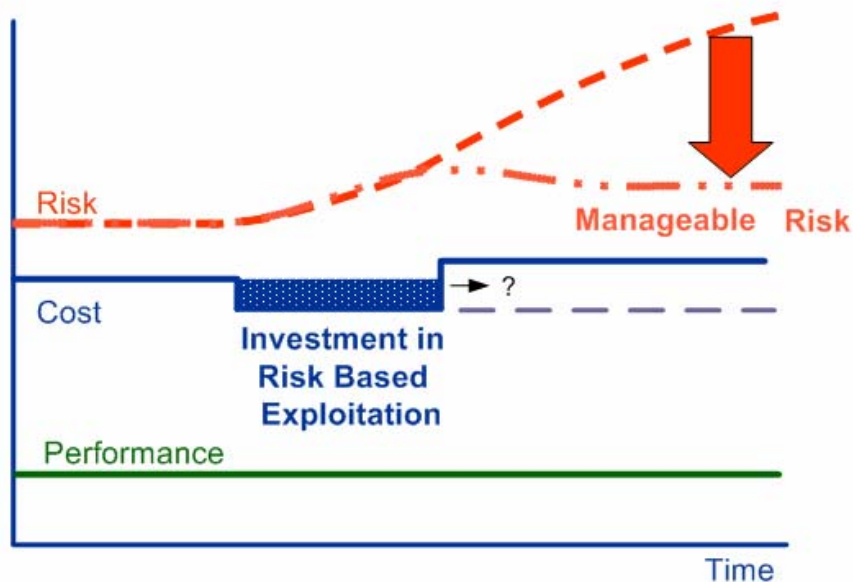 Risk
Manageable Risk
Cost
?
Investment in
Risk Based
Exploitation
Performance
Time